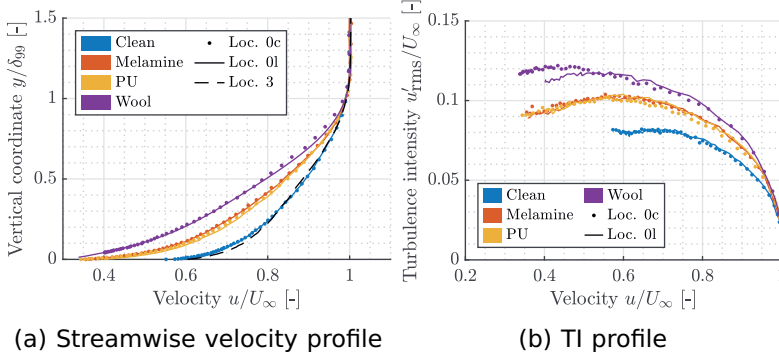 1.5
1
0.5
0
0.4
0.6
0.8
1
Vertical coordinate y/δ99 [-]
Velocity u/U∞ [-]
Clean
Melamine
PU
Wool
Loc. 0c
Loc. 0l
Loc. 3
(a) Streamwise velocity profile
0.15
0.1
0.05
0
0.2
0.4
0.6
0.8
1
Turbulence intensity u′rms/U∞ [-]
Velocity u/U∞ [-]
Clean
Melamine
PU
Wool
Loc. 0c
Loc. 0l
(b) TI profile